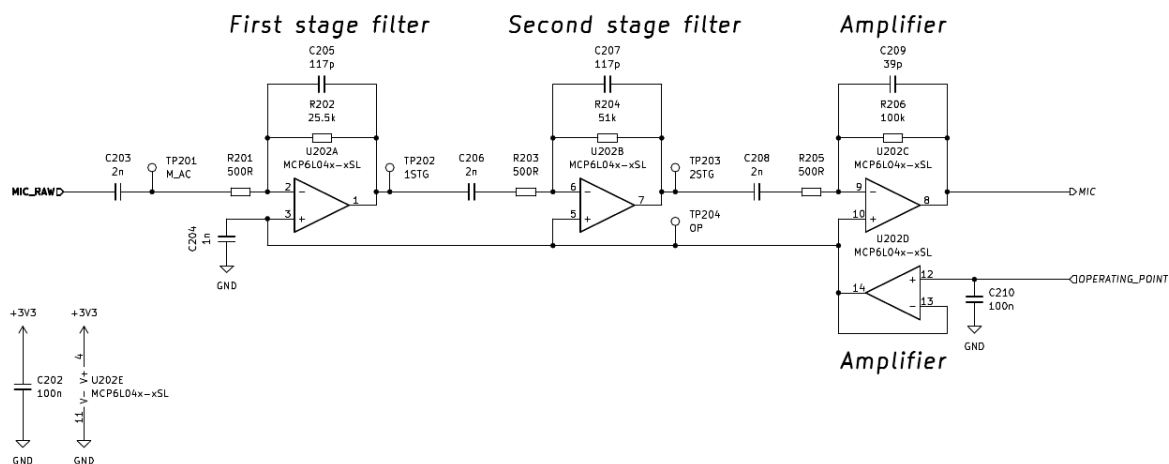 First stage filter
Second stage filter
Amplifier
C205
117p
R202
25.5k
U202A
MCP6L04x-xSL
C207
117p
R204
51k
U202B
MCP6L04x-xSL
C209
39p
R206
100k
U202C
MCP6L04x-xSL
MIC_RAW
C203
2n
TP201
M_AC
R201
500R
2
3
1
TP202
1STG
C206
2n
R203
500R
6
5
7
TP203
2STG
C208
2n
R205
500R
9
10
8
MIC
C204
1n
GND
TP204
OP
U202D
MCP6L04x-xSL
14
12
13
OPERATING_POINT
C210
100n
GND
Amplifier
+3V3
C202
100n
GND
+3V3
4
V+
V-
11
U202E
MCP6L04x-xSL
GND